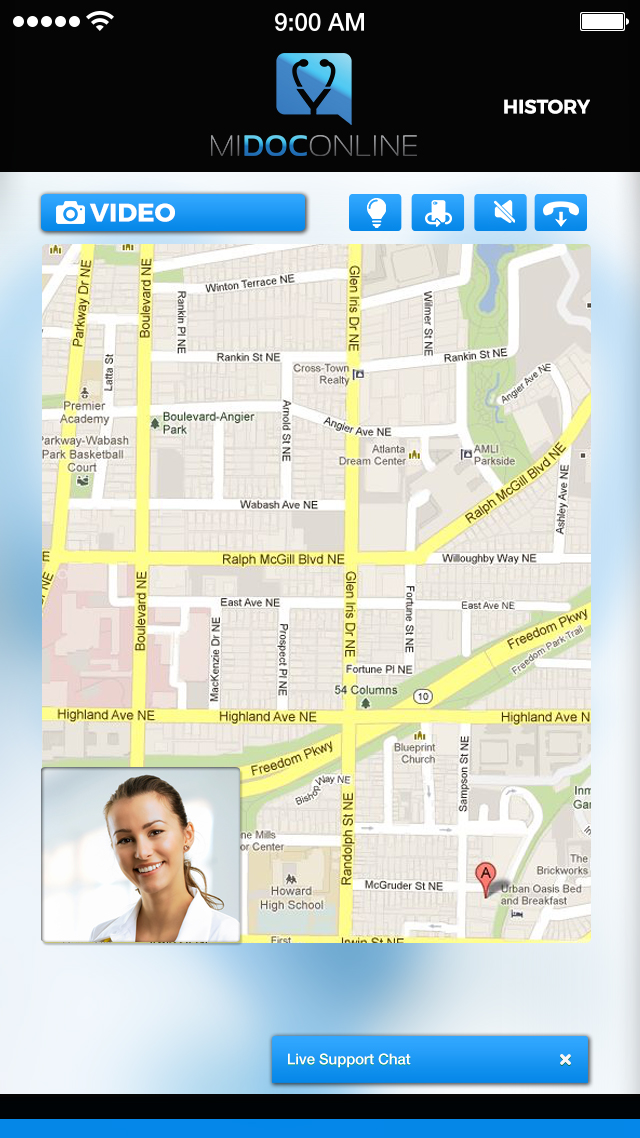 9:00 AM
MIDOCONLINE
HISTORY
VIDEO
Parkway Dr NE
Boulevard NE
Winton Terrace NE
Glen Iris Dr NE
Rankin Pl NE
Wilmer St NE
Latta St
Rankin St NE
Rankin St NE
Cross-Town
Realty
Angier Ave NE
Premier
Academy
Arnold St NE
Boulevard-Angier
Park
Angier Ave NE
Parkway-Wabash
Park Basketball
Court
Atlanta
Dream Center
AMLI
Parkside
Ralph McGill Blvd NE
Ashley Ave NE
Wabash Ave NE
Ralph McGill Blvd NE
Willoughby Way NE
E
NE
Boulevard NE
Glen Iris Dr NE
Fortune St NE
East Ave NE
East Ave NE
MacKenzie Dr NE
Prospect Pl NE
Freedom Pkwy
Freedom Park Trail
Fortune Pl NE
54 Columns
10
Highland Ave NE
Highland Ave NE
Highland Ave N
Blueprint
Church
Sampson St NE
Freedom Pkwy
Bishop Way NE
Randolph St NE
Inm
Gar
ne Mills
or Center
The
Brickworks
Howard
High School
McGruder St NE
A
Urban Oasis Bed
and Breakfast
First
Irwin St NE
Live Support Chat